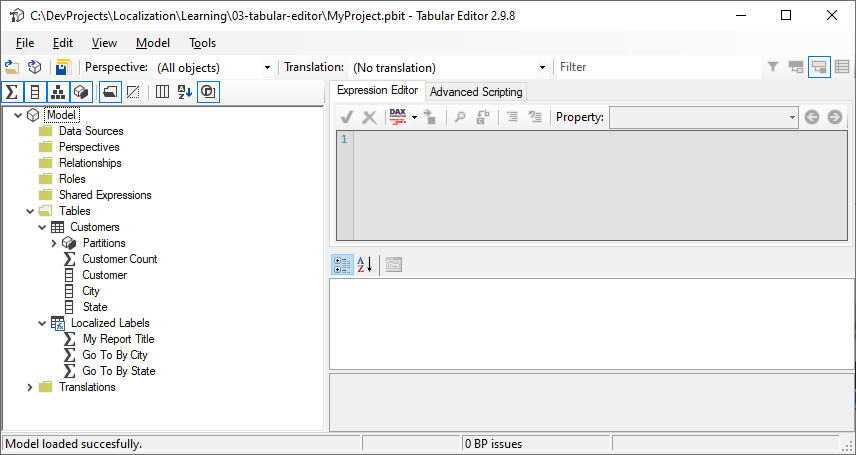 C:\DevProjects\Localization\Learning\03-tabular-editor\MyProject.pbit - Tabular Editor 2.9.8
File Edit View Model Tools
Perspective: (All objects) Translation: (No translation) Filter
Expression Editor Advanced Scripting
DAX Property:
1
Model
Data Sources
Perspectives
Relationships
Roles
Shared Expressions
Tables
Customers
Partitions
Customer Count
Customer
City
State
Localized Labels
My Report Title
Go To By City
Go To By State
Translations
A
Z
Model loaded succesfully. 0 BP issues